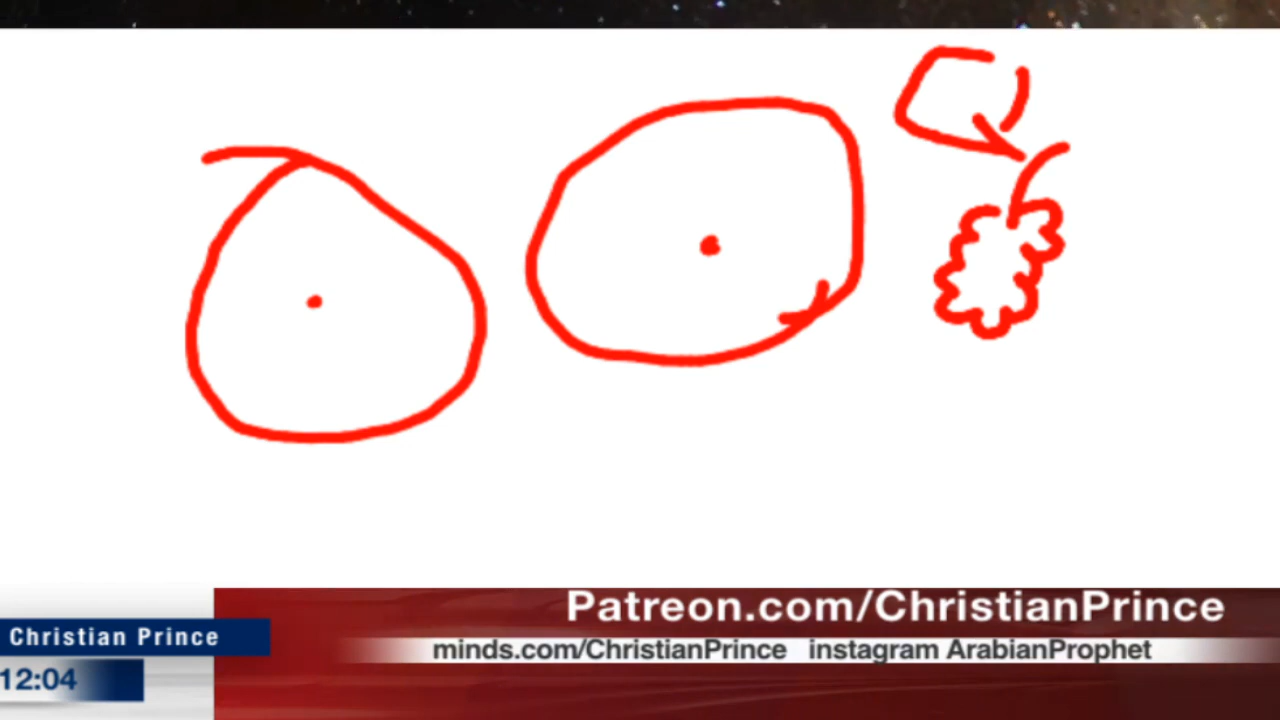 Patreon.com/ChristianPrince
Christian Prince
minds.com/ChristianPrince instagram ArabianProphet
12:04